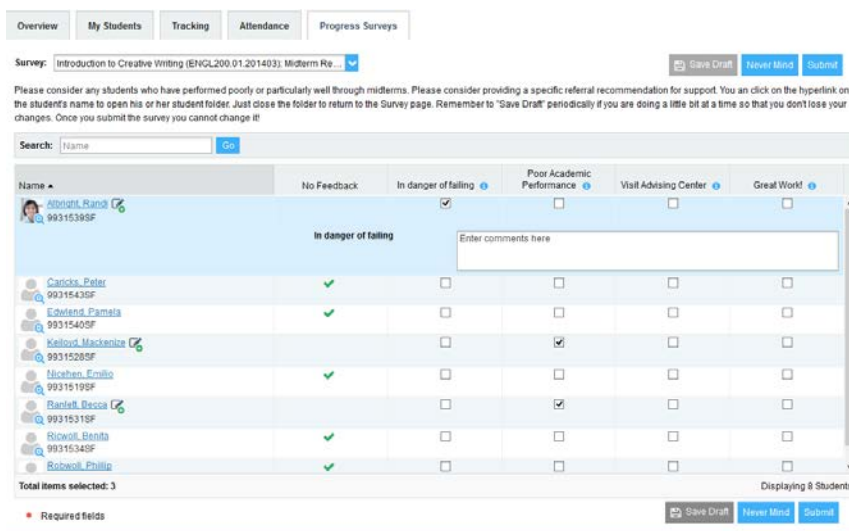 Overview My Students Tracking Attendance Progress Surveys
Survey: Introduction to Creative Writing (ENGL200.01.201403): Midterm Re... Save Draft Never Mind Submit
Please consider any students who have performed poorly or particularly well through midterms. Please consider providing a specific referral recommendation for support. You an click on the hyperlink on
the student's name to open his or her student folder. Just close the folder to return to the Survey page. Remember to "Save Draft" periodically if you are doing a little bit at a time so that you don't lose your
changes. Once you submit the survey you cannot change it!
Search: Name Go
Name No Feedback In danger of failing Poor Academic Performance Visit Advising Center Great Work!
Albright, Randi
9931539SF
In danger of failing Enter comments here
Caricks, Peter
9931543SF
Edwlend, Pamela
9931540SF
Kelloyd, Mackenize
9931528SF
Nicehen, Emilio
9931519SF
Ranlett, Becca
9931531SF
Ricwoll, Benita
9931534SF
Robwoll, Phillip
Total items selected: 3 Displaying 8 Students
Required fields Save Draft Never Mind Submit